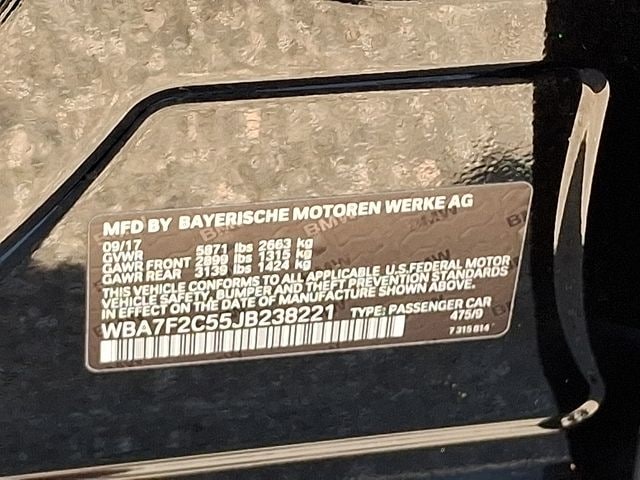 MFD BY BAYERISCHE MOTOREN WERKE AG
09/17
GVWR 5871 lbs 2663 kg
GAWR FRONT 2899 lbs 1315 kg
GAWR REAR 3139 lbs 1424 kg
THIS VEHICLE CONFORMS TO ALL APPLICABLE U.S.FEDERAL MOTOR
VEHICLE SAFETY, BUMPER AND THEFT PREVENTION STANDARDS
IN EFFECT ON THE DATE OF MANUFACTURE SHOWN ABOVE.
WBA7F2C55JB238221 TYPE: PASSENGER CAR
475/9
7 315 814